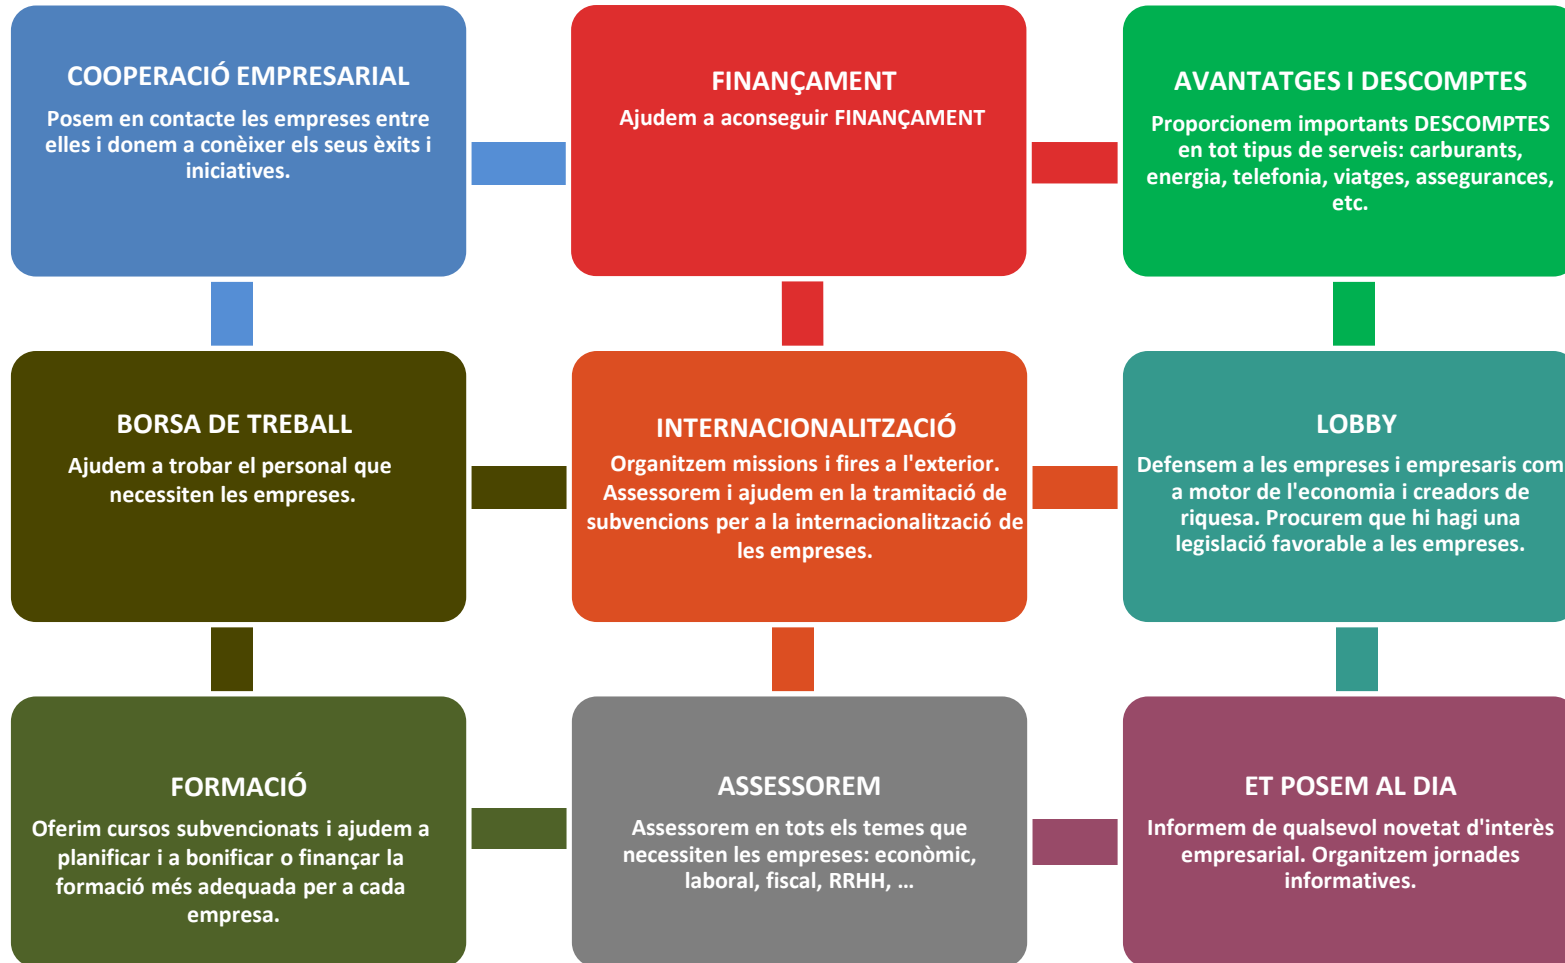 COOPERACIÓ EMPRESARIAL
Posem en contacte les empreses entre
elles i donem a conèixer els seus èxits i
iniciatives.
FINANÇAMENT
Ajudem a aconseguir FINANÇAMENT
AVANTATGES I DESCOMPTES
Proporcionem importants DESCOMPTES
en tot tipus de serveis: carburants,
energia, telefonia, viatges, assegurances,
etc.
BORSA DE TREBALL
Ajudem a trobar el personal que
necessiten les empreses.
INTERNACIONALITZACIÓ
Organitzem missions i fires a l'exterior.
Assessorem i ajudem en la tramitació de
subvencions per a la internacionalització de
les empreses.
LOBBY
Defensem a les empreses i empresaris com
a motor de l'economia i creadors de
riquesa. Procurem que hi hagi una
legislació favorable a les empreses.
FORMACIÓ
Oferim cursos subvencionats i ajudem a
planificar i a bonificar o finançar la
formació més adequada per a cada
empresa.
ASSESSOREM
Assessorem en tots els temes que
necessiten les empreses: econòmic,
laboral, fiscal, RRHH, ...
ET POSEM AL DIA
Informem de qualsevol novetat d'interès
empresarial. Organitzem jornades
informatives.